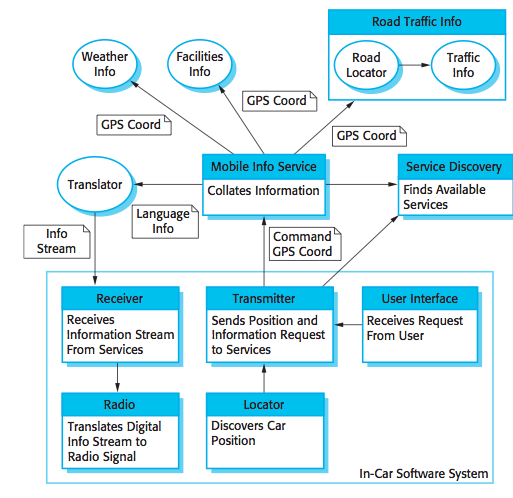 Road Traffic Info
Weather
Info
Facilities
Info
Road
Locator
Traffic
Info
GPS Coord
GPS Coord
GPS Coord
Mobile Info Service
Collates Information
Service Discovery
Finds Available
Services
Translator
Language
Info
Info
Stream
Command
GPS Coord
Receiver
Receives
Information Stream
From Services
Transmitter
Sends Position and
Information Request
to Services
User Interface
Receives Request
From User
Radio
Translates Digital
Info Stream to
Radio Signal
Locator
Discovers Car
Position
In-Car Software System